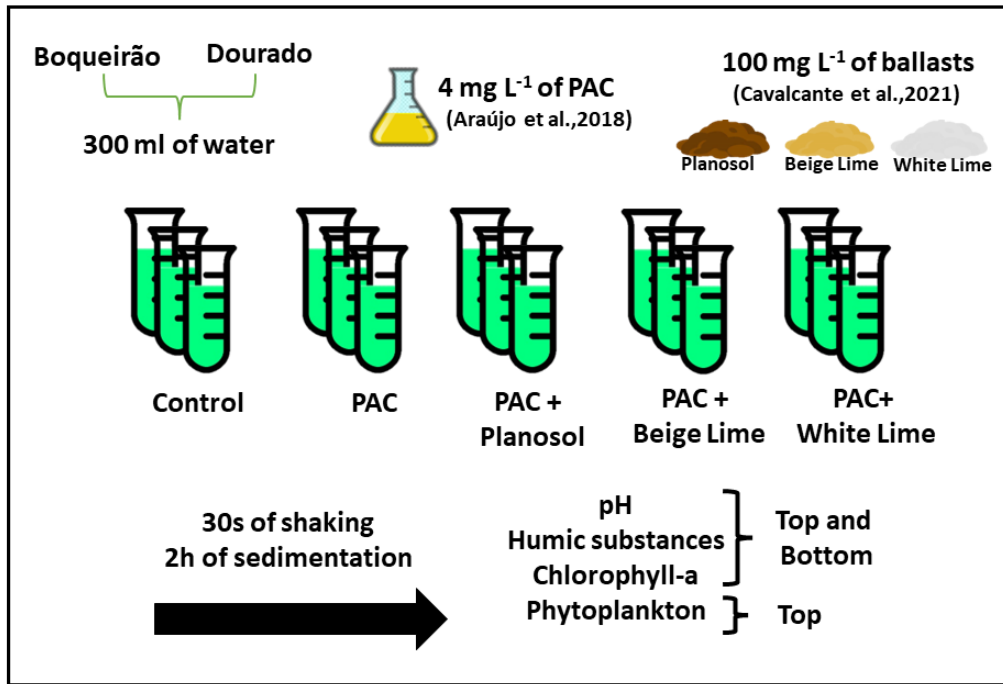 Boqueirão
Dourado
300 ml of water
4 mg L⁻¹ of PAC
(Araújo et al.,2018)
100 mg L⁻¹ of ballasts
(Cavalcante et al.,2021)
Planosol
Beige Lime
White Lime
Control
PAC
PAC +
Planosol
PAC +
Beige Lime
PAC+
White Lime
30s of shaking
2h of sedimentation
pH
Humic substances
Chlorophyll-a
Phytoplankton
Top and
Bottom
Top